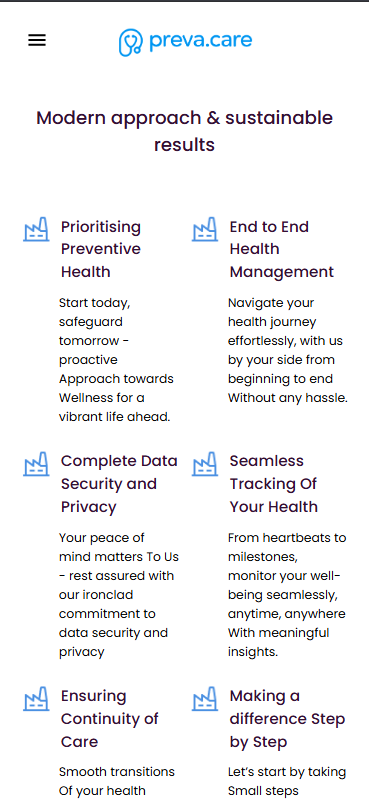 preva.care
Modern approach & sustainable
results
Prioritising
Preventive
Health
Start today,
safeguard
tomorrow -
proactive
Approach towards
Wellness for a
vibrant life ahead.
End to End
Health
Management
Navigate your
health journey
effortlessly, with us
by your side from
beginning to end
Without any hassle.
Complete Data
Security and
Privacy
Your peace of
mind matters To Us
- rest assured with
our ironclad
commitment to
data security and
privacy
Seamless
Tracking Of
Your Health
From heartbeats to
milestones,
monitor your well-
being seamlessly,
anytime, anywhere
With meaningful
insights.
Ensuring
Continuity of
Care
Smooth transitions
Of your health
Making a
difference Step
by Step
Let's start by taking
Small steps